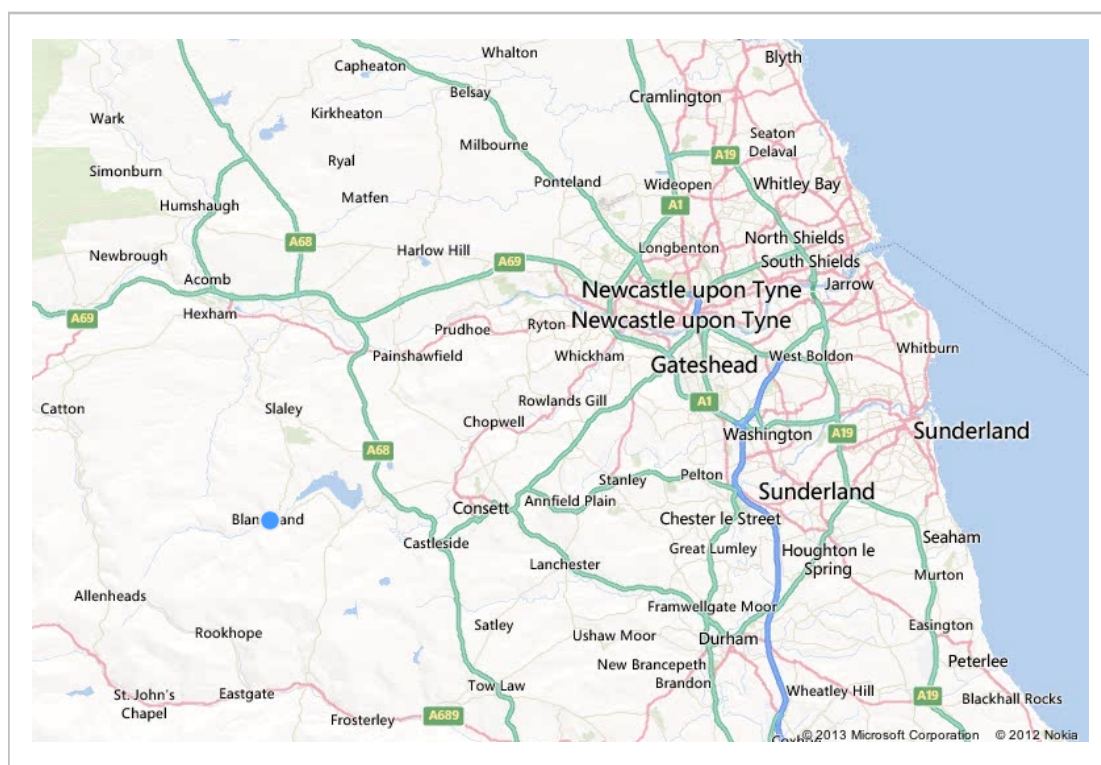 Blyth
Whalton
Capheaton
Belsay
Cramlington
Kirkheaton
Wark
Seaton
Delaval
Milbourne
A19
Ryal
Simonburn
Ponteland
Wideopen
Whitley Bay
Matfen
Humshaugh
A1
North Shields
A68
Longbenton
Harlow Hill
Newbrough
A69
South Shields
Acomb
Jarrow
Newcastle upon Tyne
Hexham
A69
Newcastle upon Tyne
Prudhoe
Ryton
Painshawfield
Whickham
West Boldon
Whitburn
Gateshead
Catton
Slaley
Rowlands Gill
A1
Chopwell
Washington
A19
Sunderland
A68
Pelton
Stanley
Sunderland
Annfield Plain
Consett
Blan and
Chester le Street
Seaham
Castleside
Great Lumley
Houghton le
Spring
Lanchester
Murton
Allenheads
Framwellgate Moor
Satley
Easington
Rookhope
Ushaw Moor
Durham
Peterlee
New Brancepeth
Brandon
Tow Law
Wheatley Hill
St. John's
Chapel
Eastgate
A19
Blackhall Rocks
Frosterley
A689
© 2013 Microsoft Corporation © 2012 Nokia